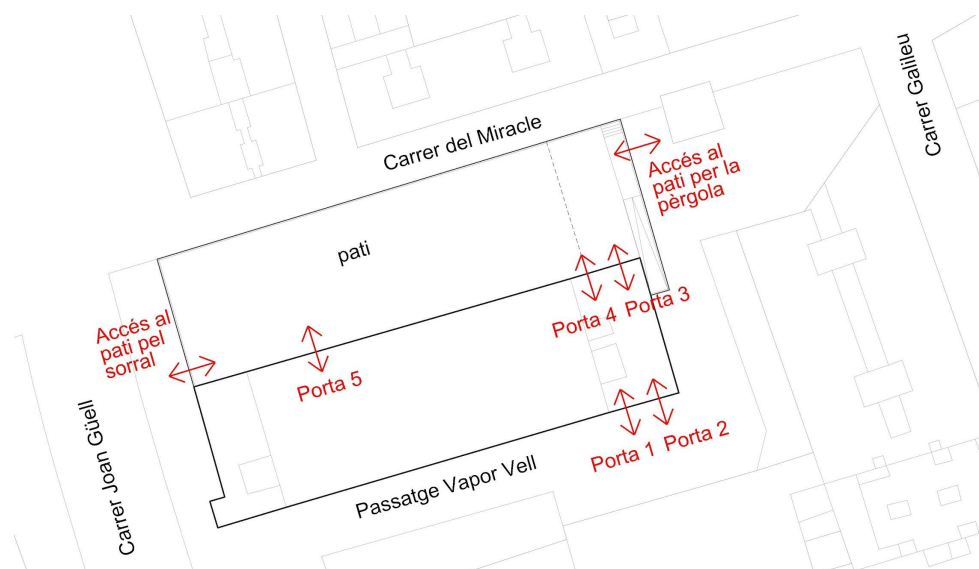 Carrer Galileu
Carrer del Miracle
Accés al
pati per la
pèrgola
pati
Accés al
pati pel
sorral
Porta 4
Porta 3
Porta 5
Porta 1
Porta 2
Passatge Vapor Vell
Carrer Joan Güell